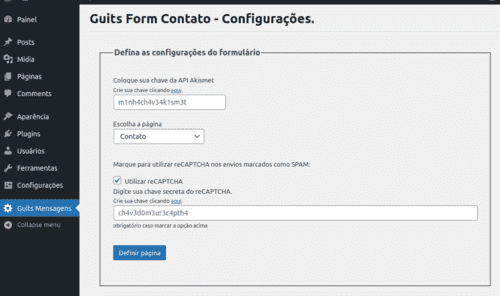 Painel
Posts
Mídia
Páginas
Comments
Aparência
Plugins
Usuários
Ferramentas
Configurações
Guits Mensagens
Collapse menu
Guits Form Contato - Configurações.
Defina as configurações do formulário
Coloque sua chave da API Akismet
Crie sua chave clicando aqui.
m1nh4ch4v34k1sm3t
Escolha a página
Contato
Marque para utilizar reCAPTCHA nos envios marcados como SPAM:
Utilizar reCAPTCHA
Digite sua chave secreta do reCAPTCHA.
Crie sua chave clicando aqui.
ch4v3d0m3ur3c4pth4
obrigatório caso marcar a opção acima
Definir página